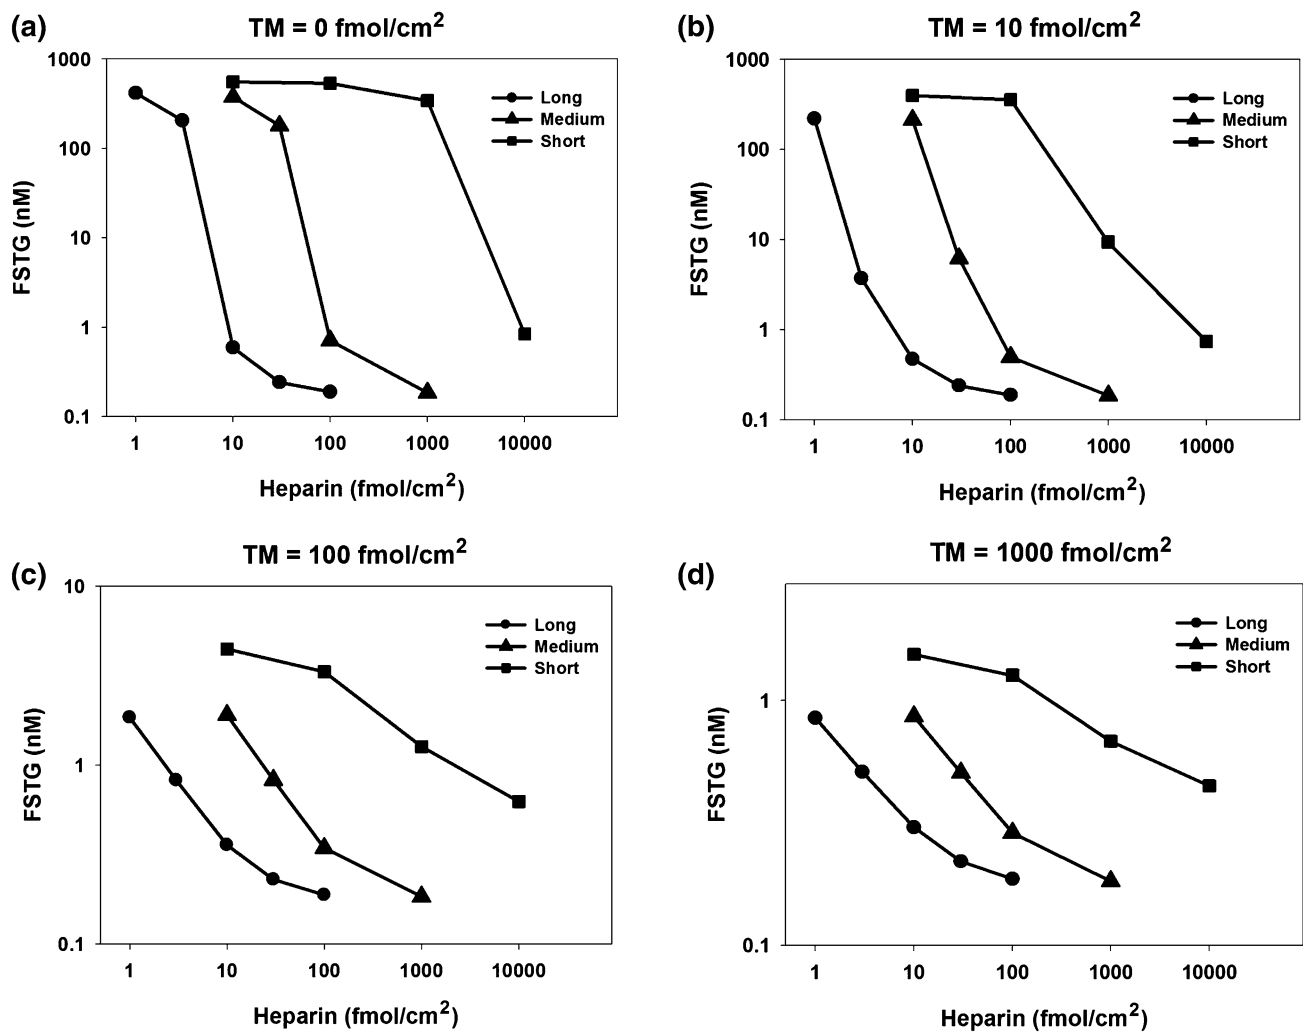 (a)
TM = 0 fmol/cm²
1000
100
10
1
0.1
FSTG (nM)
Long
Medium
Short
1 10 100 1000 10000
Heparin (fmol/cm²)
(b)
TM = 10 fmol/cm²
1000
100
10
1
0.1
FSTG (nM)
Long
Medium
Short
1 10 100 1000 10000
Heparin (fmol/cm²)
(c)
TM = 100 fmol/cm²
10
1
0.1
FSTG (nM)
Long
Medium
Short
1 10 100 1000 10000
Heparin (fmol/cm²)
(d)
TM = 1000 fmol/cm²
1
0.1
FSTG (nM)
Long
Medium
Short
1 10 100 1000 10000
Heparin (fmol/cm²)